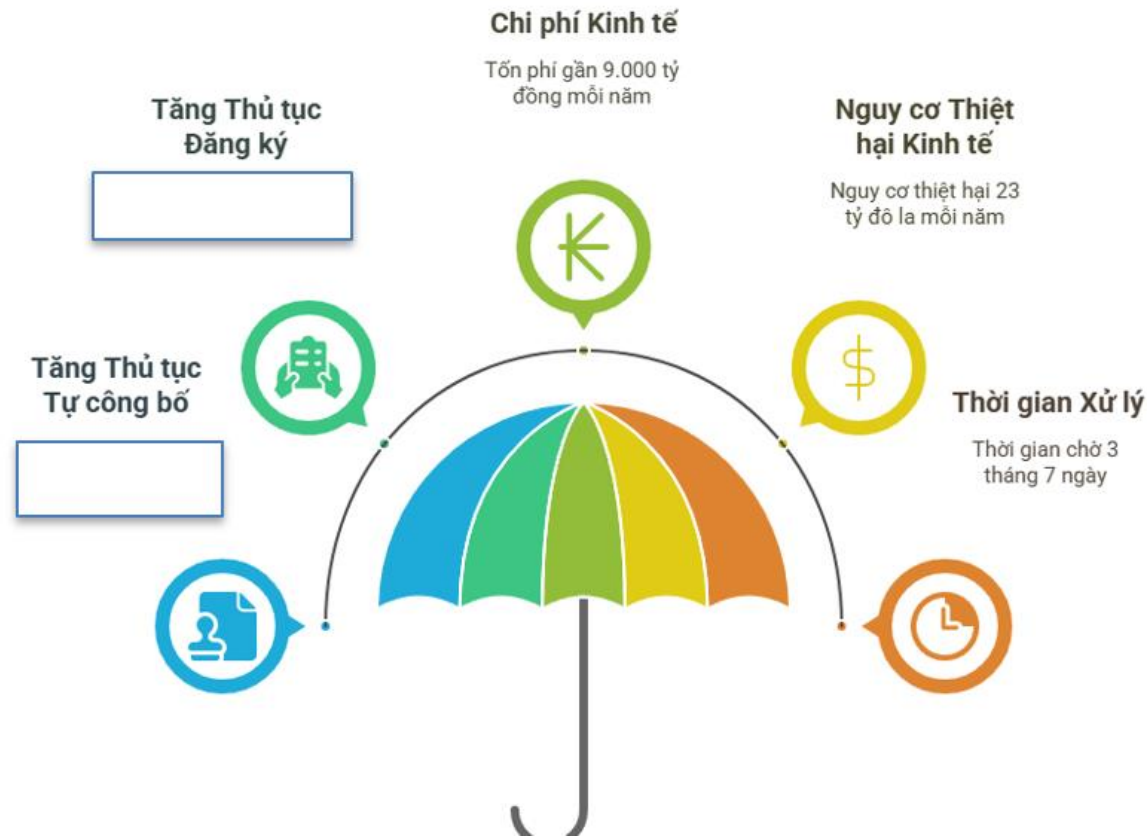 Chi phí Kinh tế
Tốn phí gần 9.000 tỷ
đồng mỗi năm
Tăng Thủ tục
Đăng ký
Nguy cơ Thiệt
hại Kinh tế
Nguy cơ thiệt hại 23
tỷ đô la mỗi năm
Tăng Thủ tục
Tự công bố
Thời gian Xử lý
Thời gian chờ 3
tháng 7 ngày